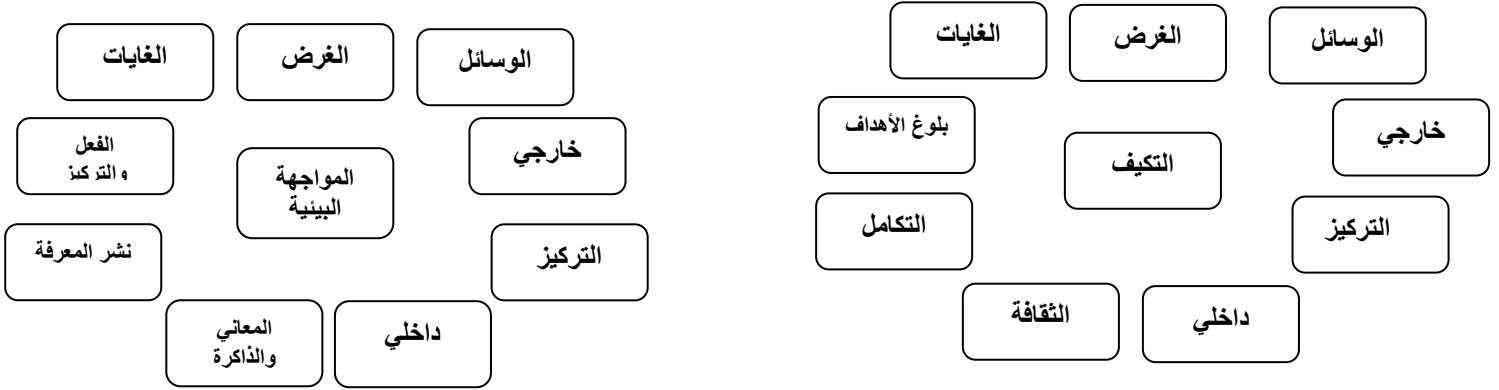 الوسائل
الغرض
الغايات
خارجي
التكيف
بلوغ الأهداف
التركيز
التكامل
داخلي
الثقافة
الوسائل
الغرض
الغايات
خارجي
المواجهة
البيئية
الفعل
والتركيز
التركيز
نشر المعرفة
داخلي
المعاني
والذاكرة